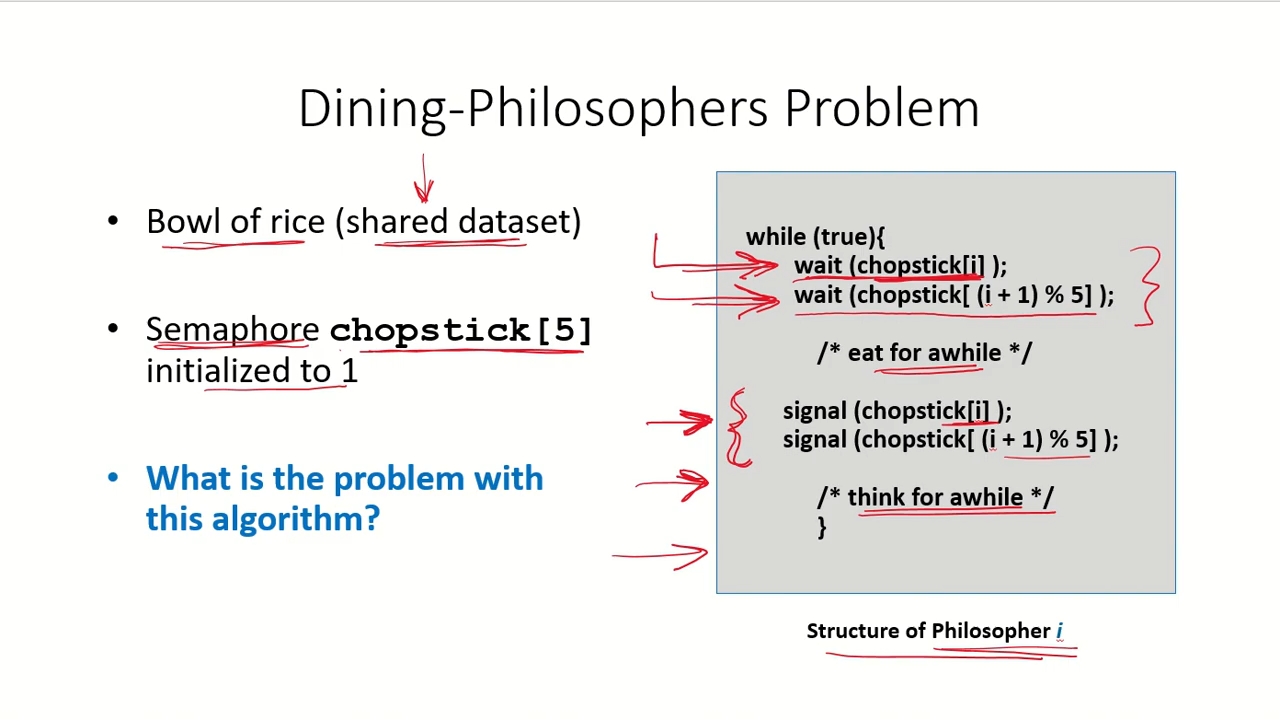 Dining-Philosophers Problem
• Bowl of rice (shared dataset)
• Semaphore chopstick[5]
initialized to 1
• What is the problem with
this algorithm?
while (true){
wait (chopstick[i] );
wait (chopstick[ (i + 1) % 5] );
/* eat for awhile */
signal (chopstick[i] );
signal (chopstick[ (i + 1) % 5] );
/* think for awhile */
}
Structure of Philosopher i